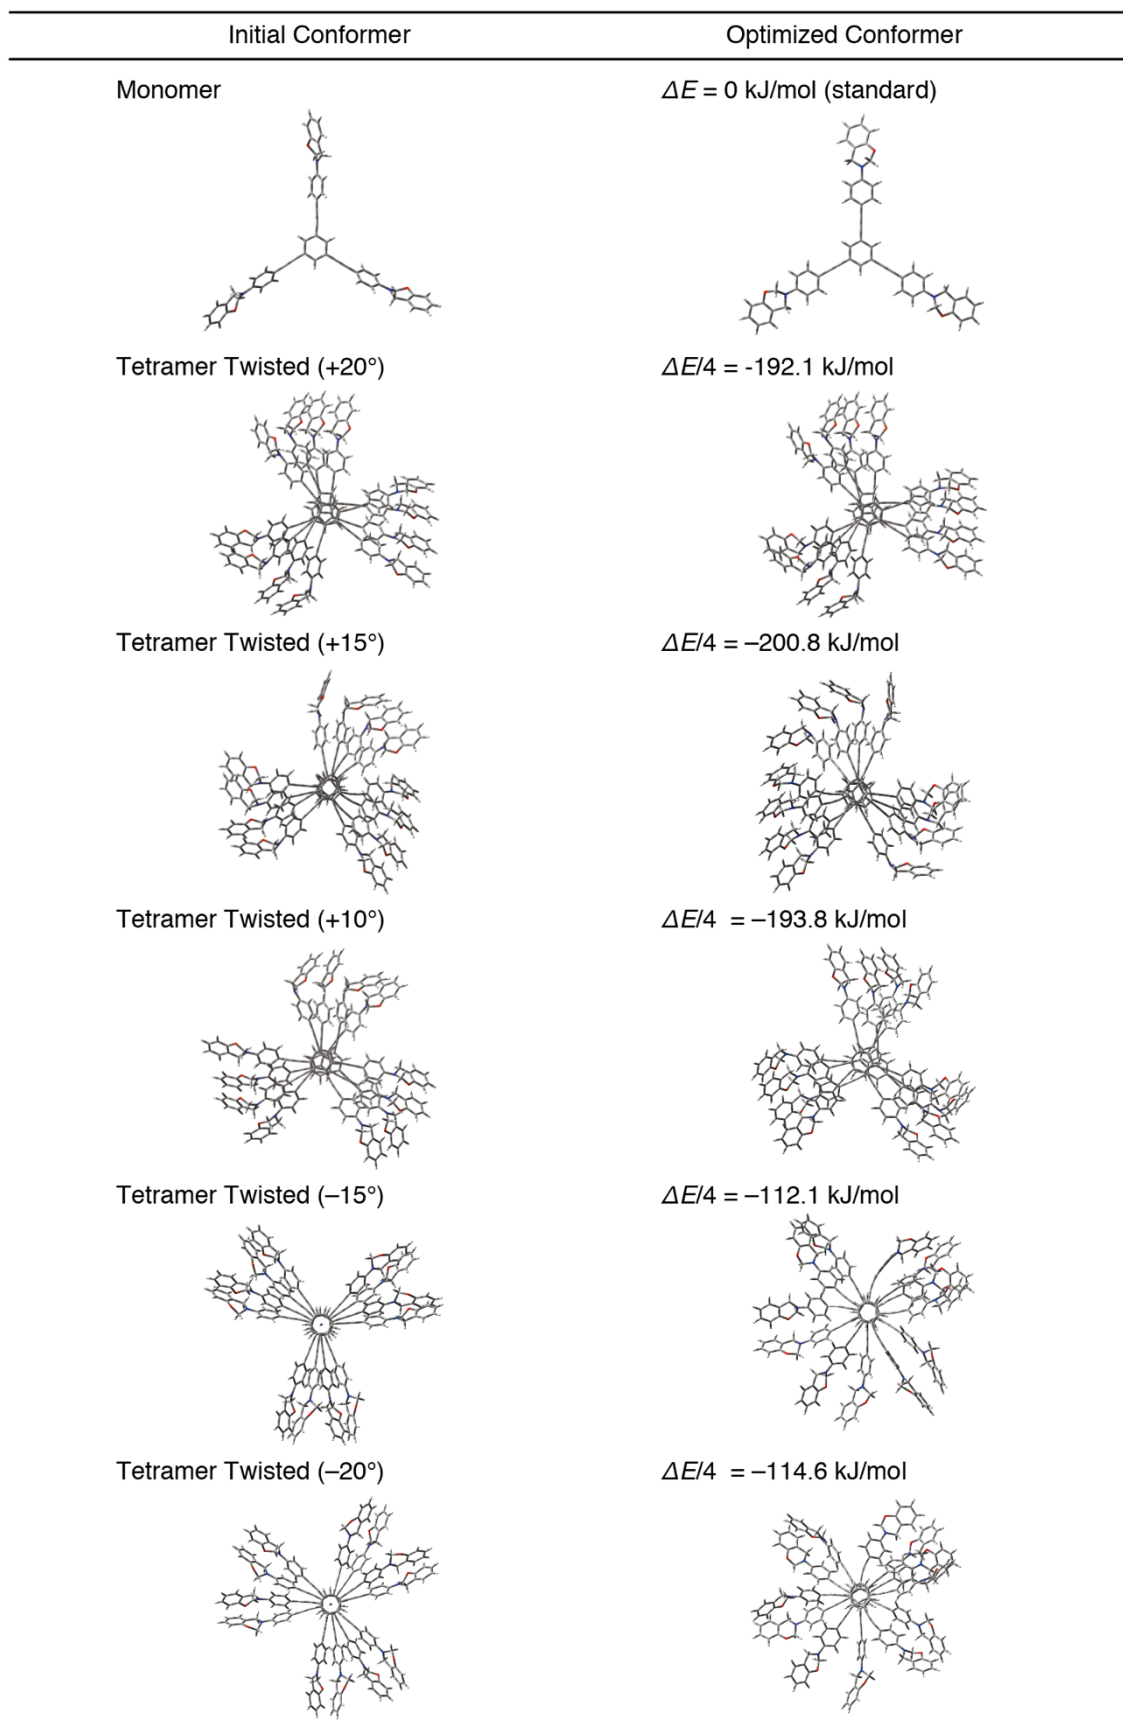 Initial Conformer Optimized Conformer
Monomer ΔE = 0 kJ/mol (standard)
Tetramer Twisted (+20°) ΔE/4 = -192.1 kJ/mol
Tetramer Twisted (+15°) ΔE/4 = –200.8 kJ/mol
Tetramer Twisted (+10°) ΔE/4 = –193.8 kJ/mol
Tetramer Twisted (–15°) ΔE/4 = –112.1 kJ/mol
Tetramer Twisted (–20°) ΔE/4 = –114.6 kJ/mol